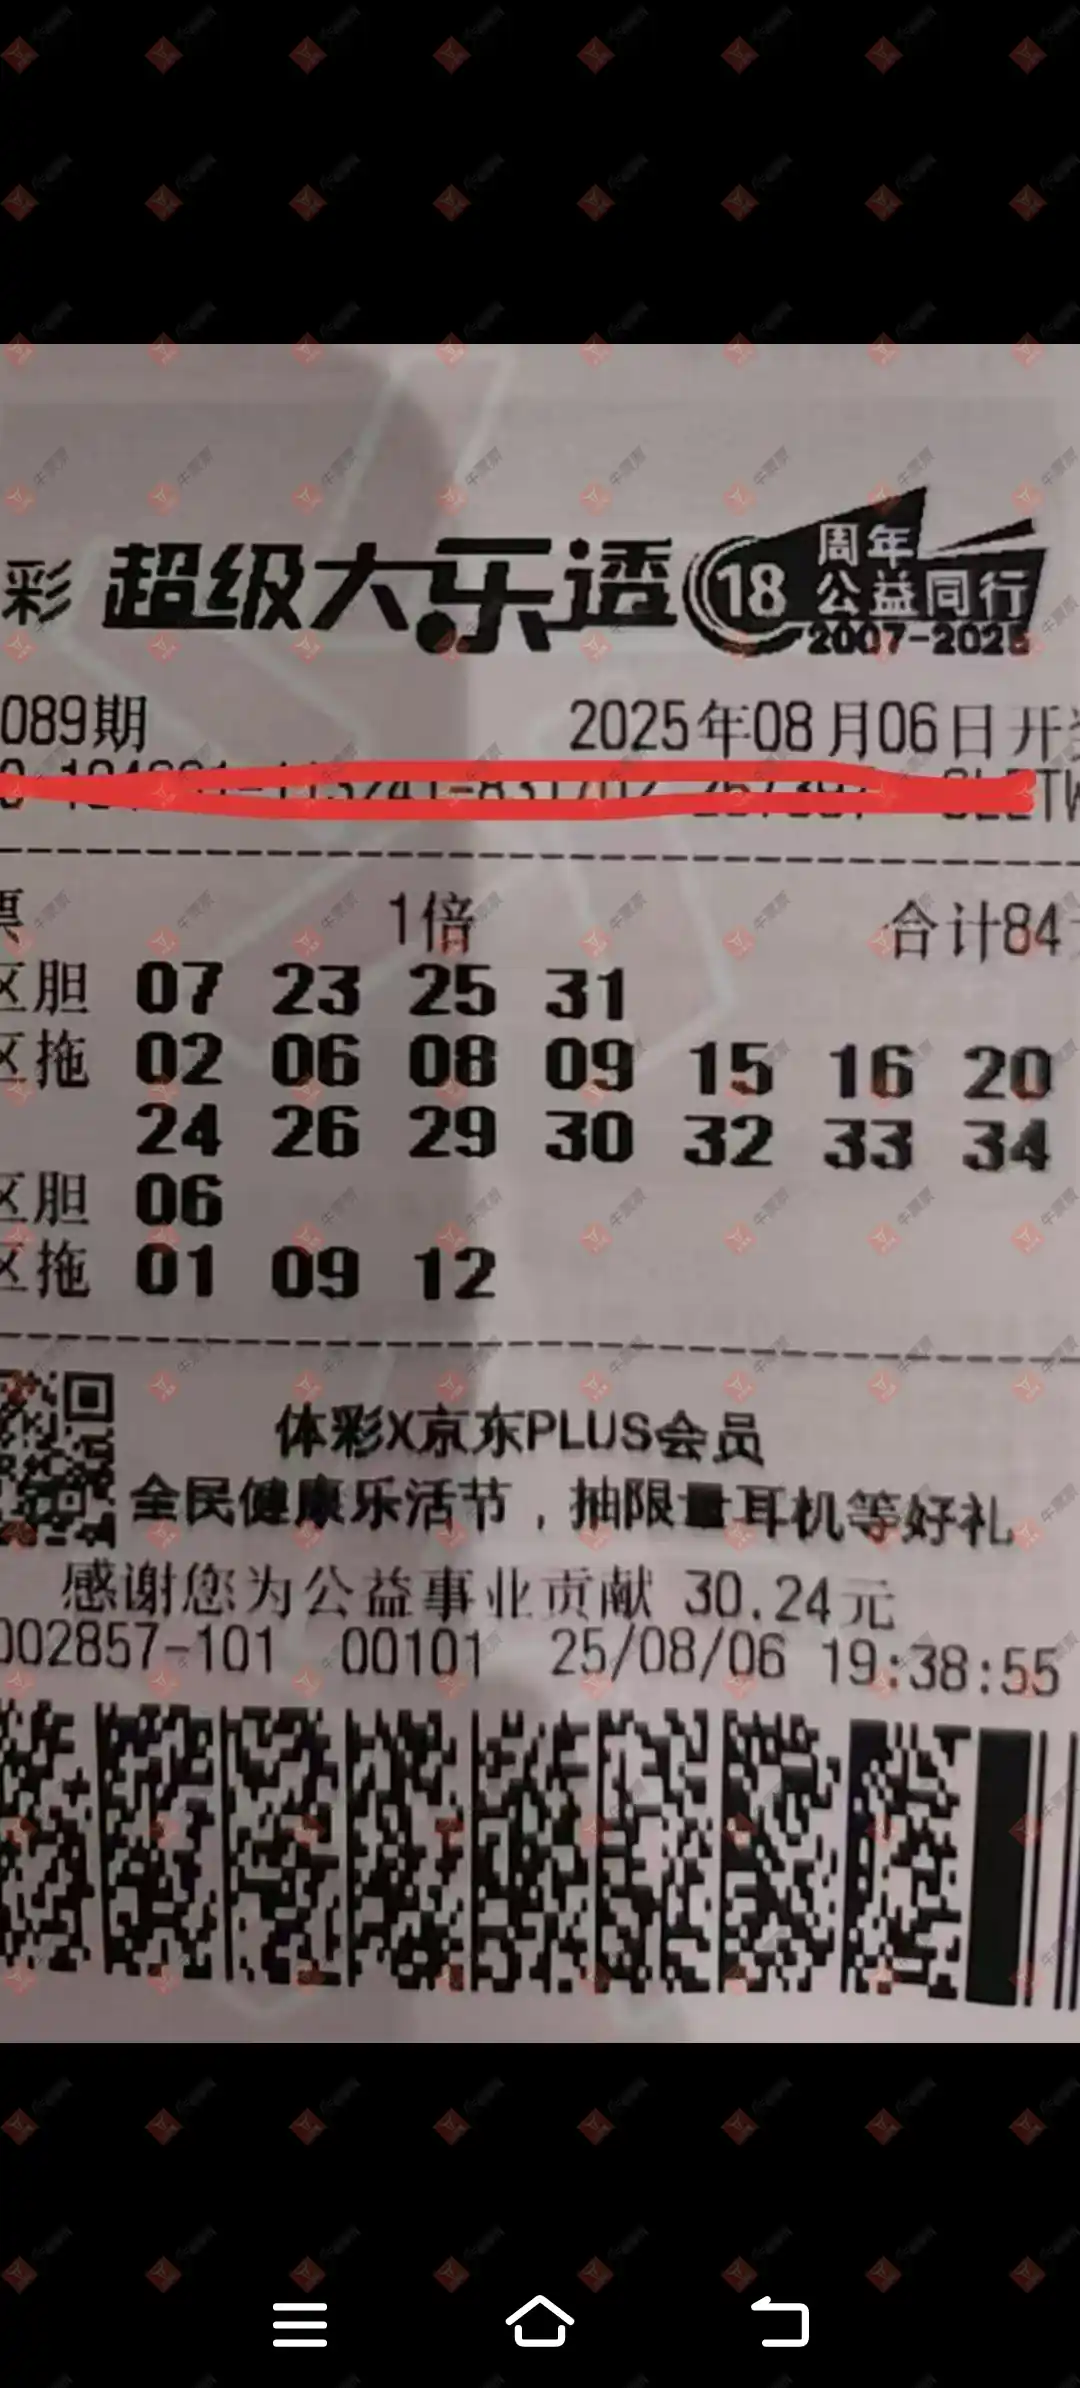 彩 超级大乐透 18 周年
公益同行
2007-2025
089期 2025年08月06日开
票 1倍 合计84
区胆 07 23 25 31
区拖 02 06 08 09 15 16 20
24 26 29 30 32 33 34
区胆 06
区拖 01 09 12
体彩X京东PLUS会员
全民健康乐活节，抽限量耳机等好礼
感谢您为公益事业贡献 30.24元
002857-101 00101 25/08/06 19:38:55